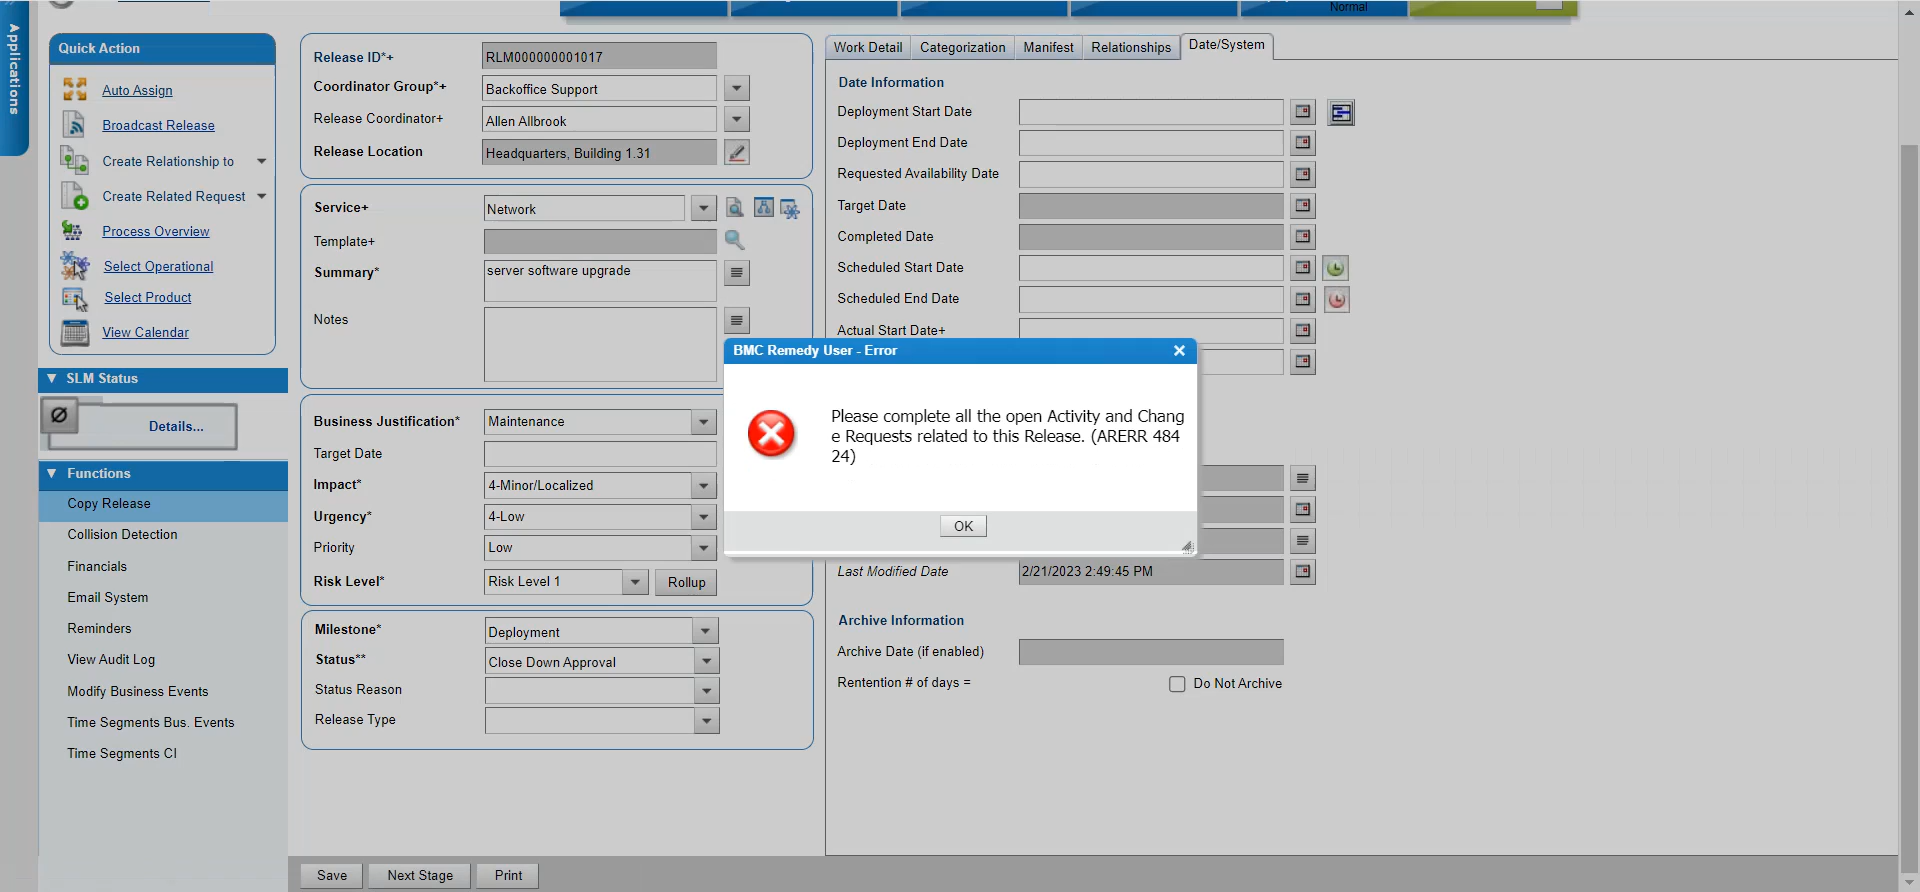 Normal
Applications
Quick Action
Auto Assign
Broadcast Release
Create Relationship to
Create Related Request
Process Overview
Select Operational
Select Product
View Calendar
SLM Status
Details...
Functions
Copy Release
Collision Detection
Financials
Email System
Reminders
View Audit Log
Modify Business Events
Time Segments Bus. Events
Time Segments CI
Release ID*+ RLM000000001017
Coordinator Group*+ Backoffice Support
Release Coordinator+ Allen Allbrook
Release Location Headquarters, Building 1.31
Service+ Network
Template+
Summary* server software upgrade
Notes
Business Justification* Maintenance
Target Date
Impact* 4-Minor/Localized
Urgency* 4-Low
Priority Low
Risk Level* Risk Level 1 Rollup
Milestone* Deployment
Status** Close Down Approval
Status Reason
Release Type
Work Detail Categorization Manifest Relationships Date/System
Date Information
Deployment Start Date
Deployment End Date
Requested Availability Date
Target Date
Completed Date
Scheduled Start Date
Scheduled End Date
Actual Start Date+
BMC Remedy User - Error
Please complete all the open Activity and Chang
e Requests related to this Release. (ARERR 484
24)
OK
Last Modified Date 2/21/2023 2:49:45 PM
Archive Information
Archive Date (if enabled)
Rentention # of days = Do Not Archive
Save Next Stage Print